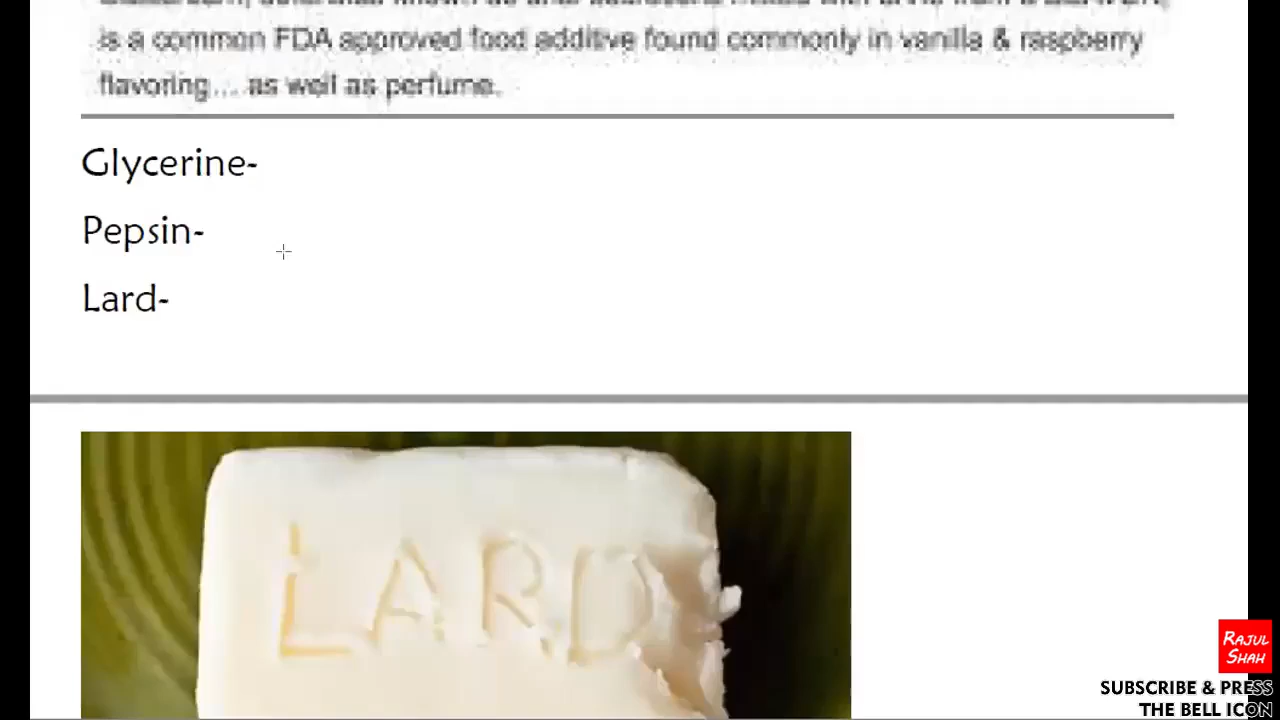 is a common FDA approved food additive found commonly in vanilla & raspberry
flavoring... as well as perfume.
Glycerine-
Pepsin-
Lard-
LARD
RAJUL
SHAH
SUBSCRIBE & PRESS
THE BELL ICON